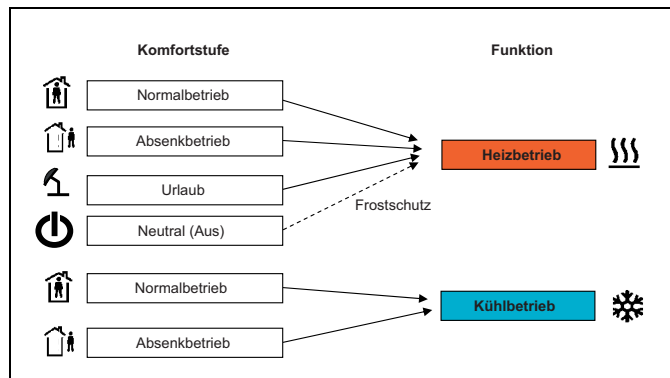 Komfortstufe
Funktion
Normalbetrieb
Absenkbetrieb
Heizbetrieb
Urlaub
Frostschutz
Neutral (Aus)
Normalbetrieb
Kühlbetrieb
Absenkbetrieb